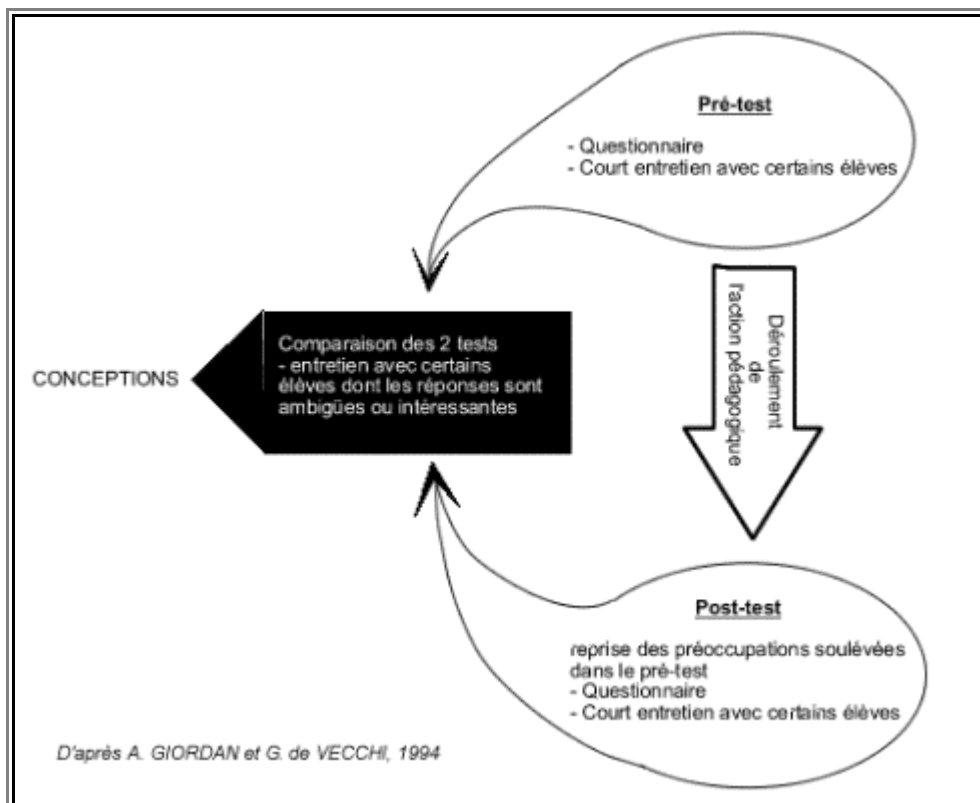 Pré-test
- Questionnaire
- Court entretien avec certains élèves
Déroulement
de
l'action pédagogique
Comparaison des 2 tests
- entretien avec certains
élèves dont les réponses sont
ambigües ou intéressantes
CONCEPTIONS
Post-test
reprise des préoccupations soulévées
dans le pré-test
- Questionnaire
- Court entretien avec certains élèves
D'après A. GIORDAN et G. de VECCHI, 1994